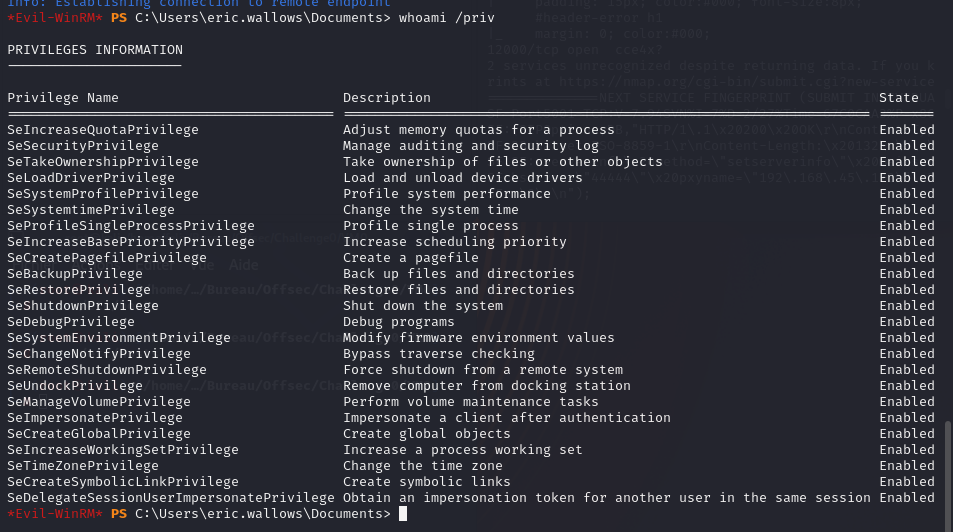 Info: Establishing connection to remote endpoint
*Evil-WinRM* PS C:\Users\eric.wallows\Documents> whoami /priv
PRIVILEGES INFORMATION
Privilege Name Description State
SeIncreaseQuotaPrivilege Adjust memory quotas for a process Enabled
SeSecurityPrivilege Manage auditing and security log Enabled
SeTakeOwnershipPrivilege Take ownership of files or other objects Enabled
SeLoadDriverPrivilege Load and unload device drivers Enabled
SeSystemProfilePrivilege Profile system performance Enabled
SeSystemtimePrivilege Change the system time Enabled
SeProfileSingleProcessPrivilege Profile single process Enabled
SeIncreaseBasePriorityPrivilege Increase scheduling priority Enabled
SeCreatePagefilePrivilege Create a pagefile Enabled
SeBackupPrivilege Back up files and directories Enabled
SeRestorePrivilege Restore files and directories Enabled
SeShutdownPrivilege Shut down the system Enabled
SeDebugPrivilege Debug programs Enabled
SeSystemEnvironmentPrivilege Modify firmware environment values Enabled
SeChangeNotifyPrivilege Bypass traverse checking Enabled
SeRemoteShutdownPrivilege Force shutdown from a remote system Enabled
SeUndockPrivilege Remove computer from docking station Enabled
SeManageVolumePrivilege Perform volume maintenance tasks Enabled
SeImpersonatePrivilege Impersonate a client after authentication Enabled
SeCreateGlobalPrivilege Create global objects Enabled
SeIncreaseWorkingSetPrivilege Increase a process working set Enabled
SeTimeZonePrivilege Change the time zone Enabled
SeCreateSymbolicLinkPrivilege Create symbolic links Enabled
SeDelegateSessionUserImpersonatePrivilege Obtain an impersonation token for another user in the same session Enabled
*Evil-WinRM* PS C:\Users\eric.wallows\Documents>